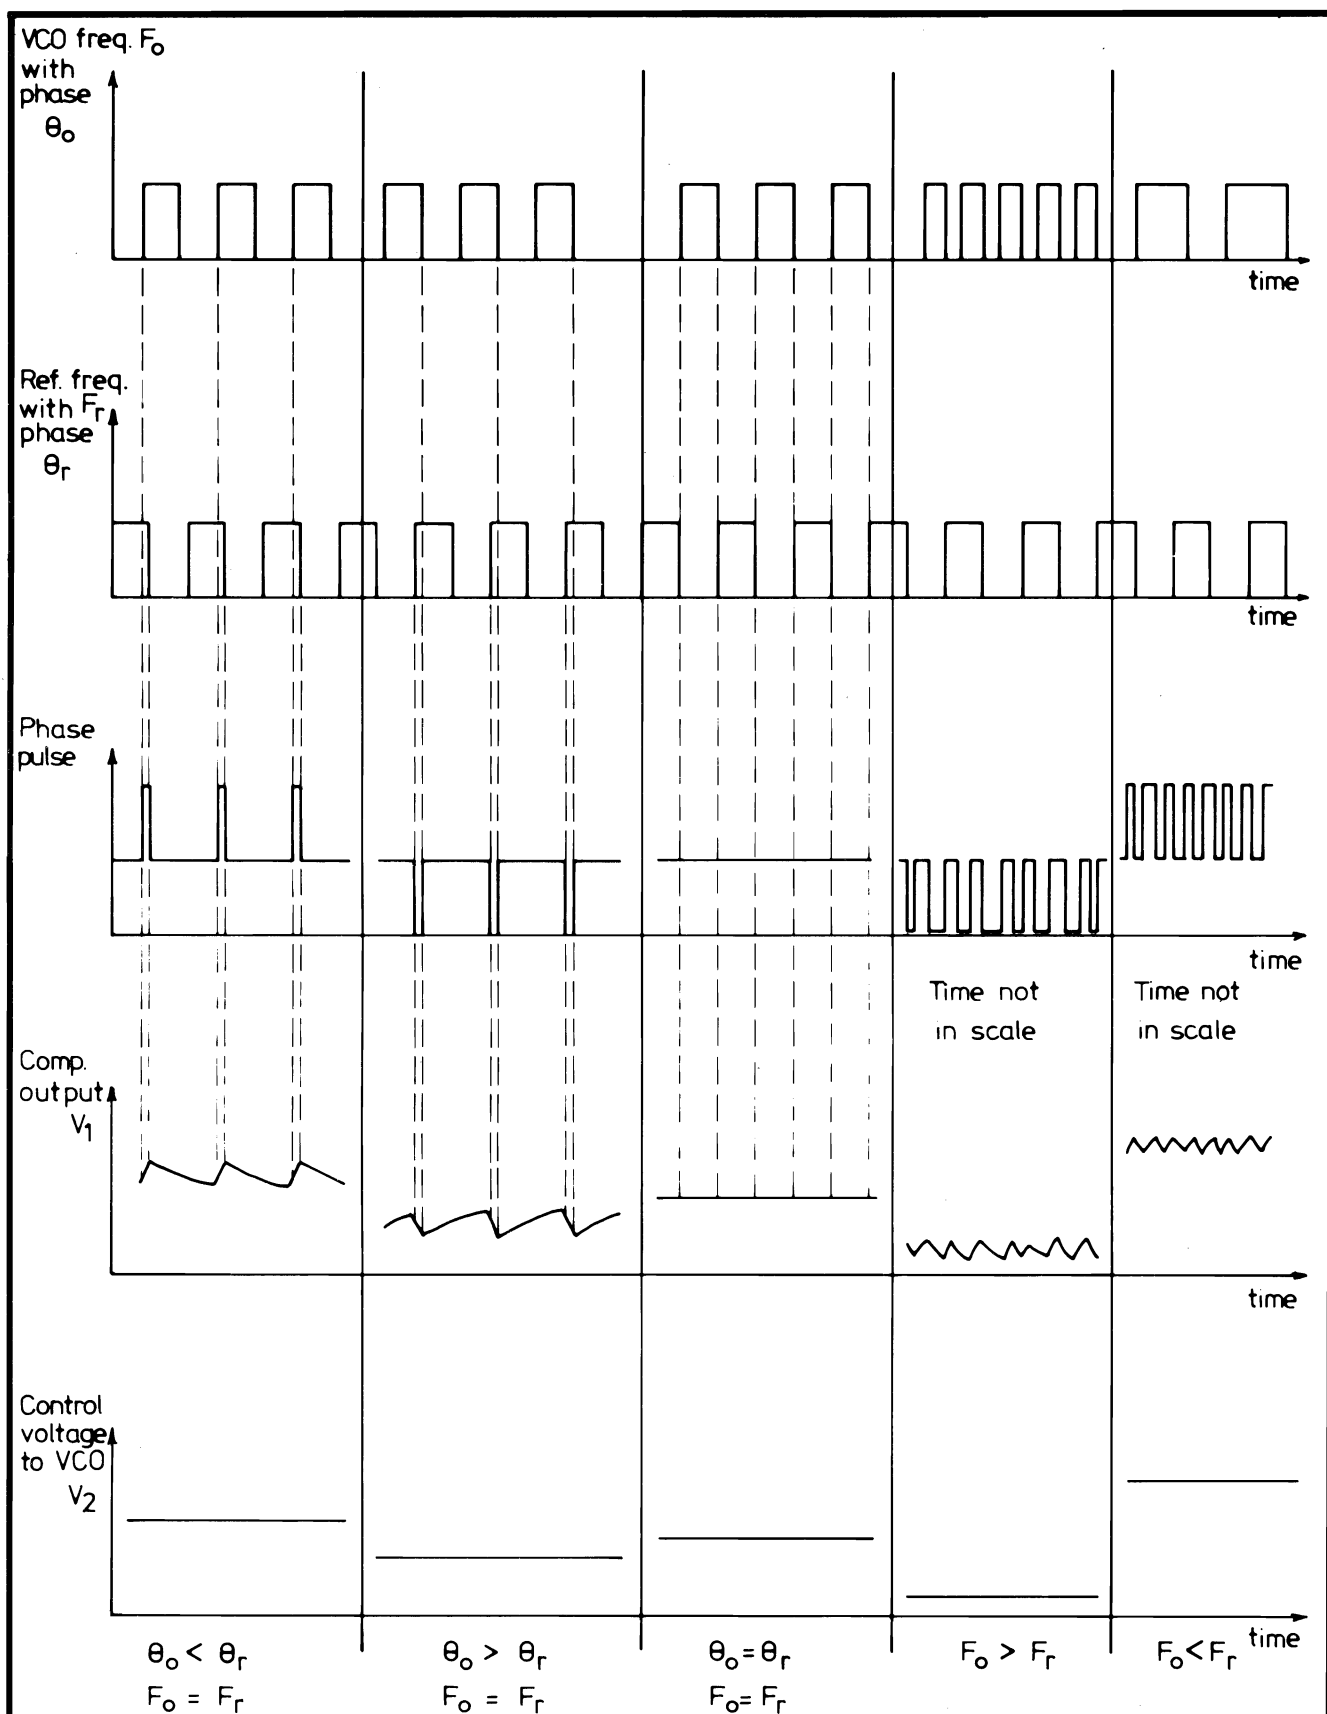 VCO freq. Fo
with
phase
θo
time
Ref. freq.
with Fr
phase
θr
time
Phase
pulse
time
Time not
in scale
Time not
in scale
Comp.
output
V1
time
Control
voltage
to VCO
V2
time
θo < θr
Fo = Fr
θo > θr
Fo = Fr
θo = θr
Fo = Fr
Fo > Fr
Fo < Fr